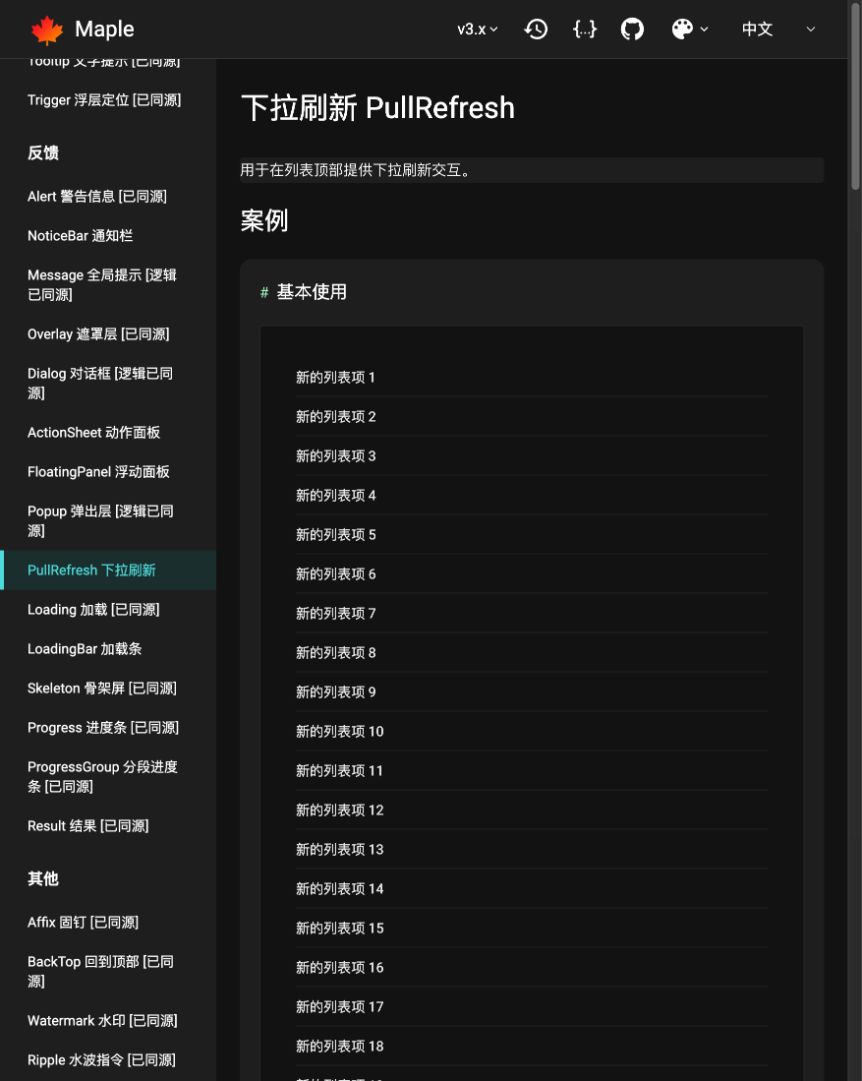 Maple
v3.x
中文
Tooltip 文字提示 [已同源]
Trigger 浮层定位 [已同源]
反馈
Alert 警告信息 [已同源]
NoticeBar 通知栏
Message 全局提示 [逻辑
已同源]
Overlay 遮罩层 [已同源]
Dialog 对话框 [逻辑已同
源]
ActionSheet 动作面板
FloatingPanel 浮动面板
Popup 弹出层 [逻辑已同
源]
PullRefresh 下拉刷新
Loading 加载 [已同源]
LoadingBar 加载条
Skeleton 骨架屏 [已同源]
Progress 进度条 [已同源]
ProgressGroup 分段进度
条 [已同源]
Result 结果 [已同源]
其他
Affix 固钉 [已同源]
BackTop 回到顶部 [已同
源]
Watermark 水印 [已同源]
Ripple 水波指令 [已同源]
下拉刷新 PullRefresh
用于在列表顶部提供下拉刷新交互。
案例
# 基本使用
新的列表项 1
新的列表项 2
新的列表项 3
新的列表项 4
新的列表项 5
新的列表项 6
新的列表项 7
新的列表项 8
新的列表项 9
新的列表项 10
新的列表项 11
新的列表项 12
新的列表项 13
新的列表项 14
新的列表项 15
新的列表项 16
新的列表项 17
新的列表项 18